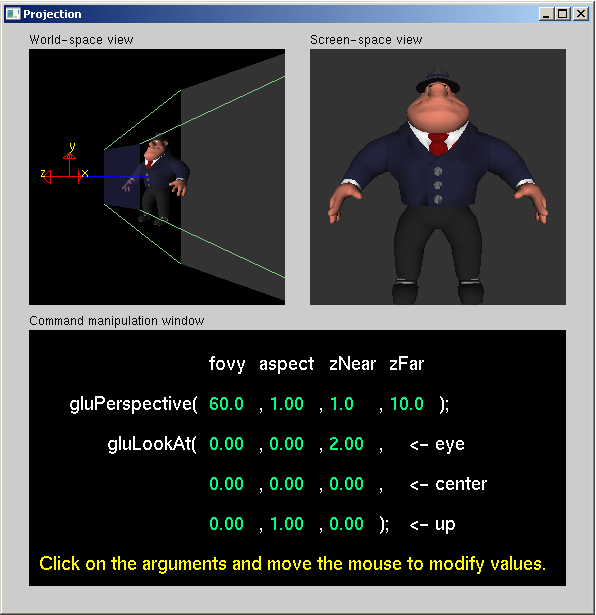 Projection
World-space view
Screen-space view
y
z x
Command manipulation window
fovy aspect zNear zFar
gluPerspective( 60.0 , 1.00 , 1.0 , 10.0 );
gluLookAt( 0.00 , 0.00 , 2.00 , <- eye
0.00 , 0.00 , 0.00 , <- center
0.00 , 1.00 , 0.00 ); <- up
Click on the arguments and move the mouse to modify values.